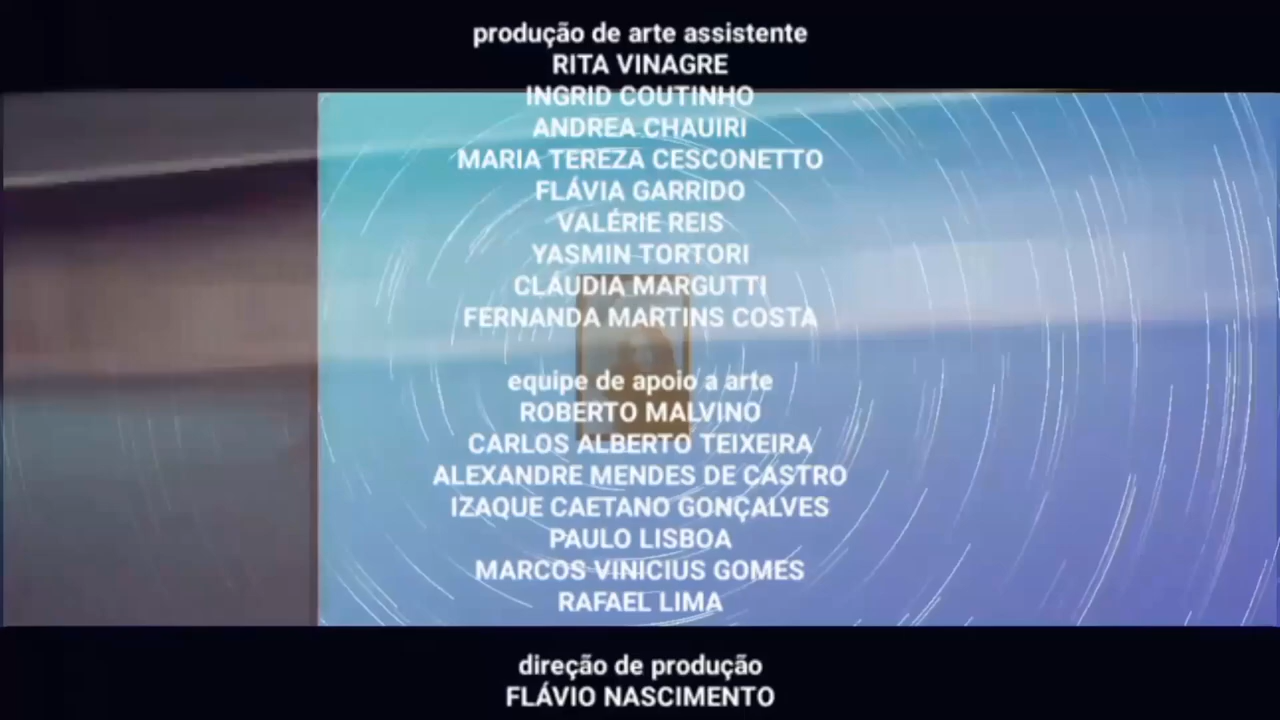 produção de arte assistente
RITA VINAGRE
INGRID COUTINHO
ANDREA CHAUIRI
MARIA TEREZA CESCONETTO
FLÁVIA GARRIDO
VALÉRIE REIS
YASMIN TORTORI
CLÁUDIA MARGUTTI
FERNANDA MARTINS COSTA
equipe de apoio a arte
ROBERTO MALVINO
CARLOS ALBERTO TEIXEIRA
ALEXANDRE MENDES DE CASTRO
IZAQUE CAETANO GONÇALVES
PAULO LISBOA
MARCOS VINICIUS GOMES
RAFAEL LIMA
direção de produção
FLÁVIO NASCIMENTO